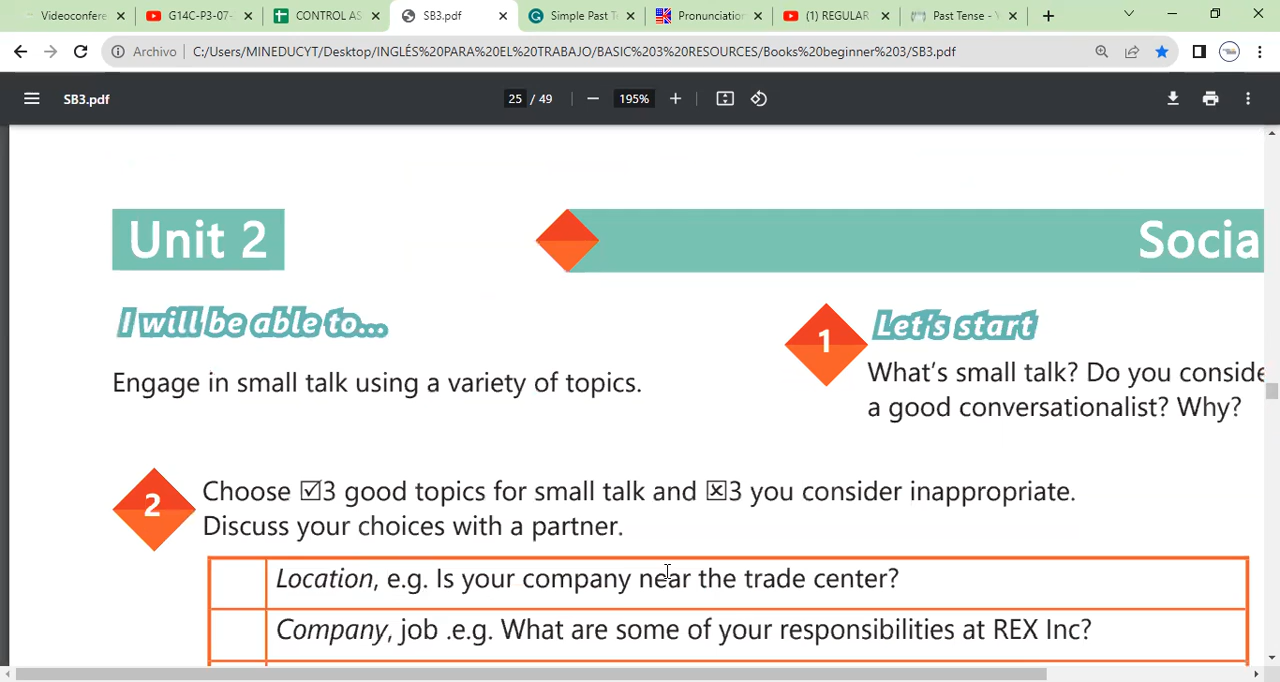 Videoconfere
G14C-P3-07-
CONTROL AS
SB3.pdf
Simple Past T
Pronunciation
(1) REGULAR
Past Tense - Y
Archivo C:/Users/MINEDUCYT/Desktop/INGLÉS%20PARA%20EL%20TRABAJO/BASIC%203%20RESOURCES/Books%20beginner%203/SB3.pdf
SB3.pdf
25 / 49
195%
Unit 2
Socia
I will be able to...
Engage in small talk using a variety of topics.
1
Let's start
What's small talk? Do you conside
a good conversationalist? Why?
2
Choose ☑3 good topics for small talk and ☒3 you consider inappropriate.
Discuss your choices with a partner.
Location, e.g. Is your company near the trade center?
Company, job .e.g. What are some of your responsibilities at REX Inc?